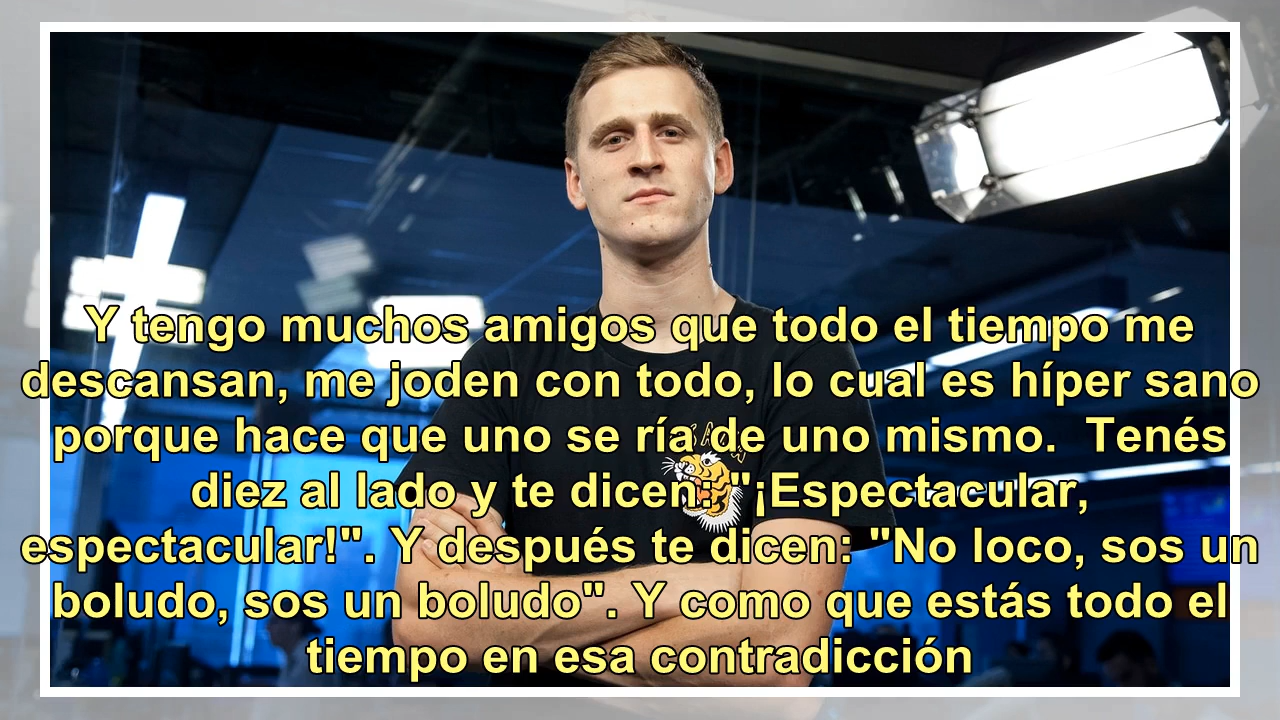 Y tengo muchos amigos que todo el tiempo me
descansan, me joden con todo, lo cual es híper sano
porque hace que uno se ría de uno mismo.  Tenés
diez al lado y te dicen: "¡Espectacular,
espectacular!". Y después te dicen: "No loco, sos un
boludo, sos un boludo". Y como que estás todo el
tiempo en esa contradicción